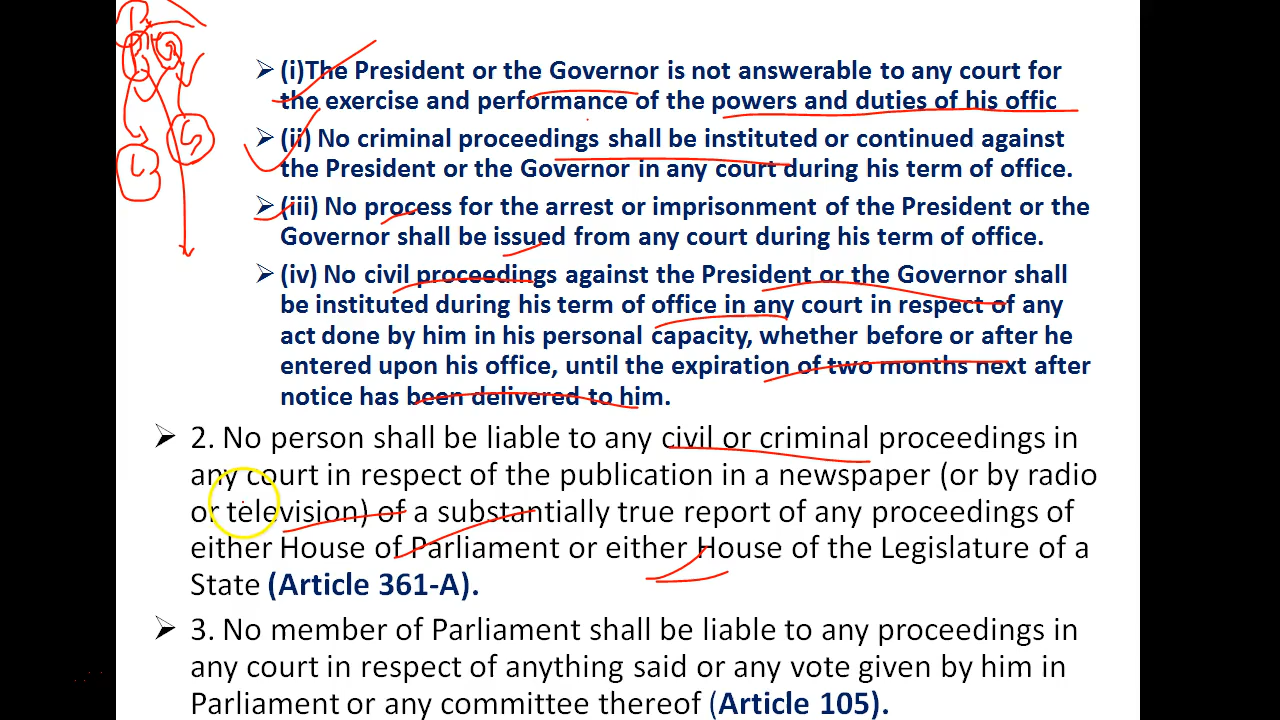 (i)The President or the Governor is not answerable to any court for
the exercise and performance of the powers and duties of his offic
(ii) No criminal proceedings shall be instituted or continued against
the President or the Governor in any court during his term of office.
(iii) No process for the arrest or imprisonment of the President or the
Governor shall be issued from any court during his term of office.
(iv) No civil proceedings against the President or the Governor shall
be instituted during his term of office in any court in respect of any
act done by him in his personal capacity, whether before or after he
entered upon his office, until the expiration of two months next after
notice has been delivered to him.
2. No person shall be liable to any civil or criminal proceedings in
any court in respect of the publication in a newspaper (or by radio
or television) of a substantially true report of any proceedings of
either House of Parliament or either House of the Legislature of a
State (Article 361-A).
3. No member of Parliament shall be liable to any proceedings in
any court in respect of anything said or any vote given by him in
Parliament or any committee thereof (Article 105).